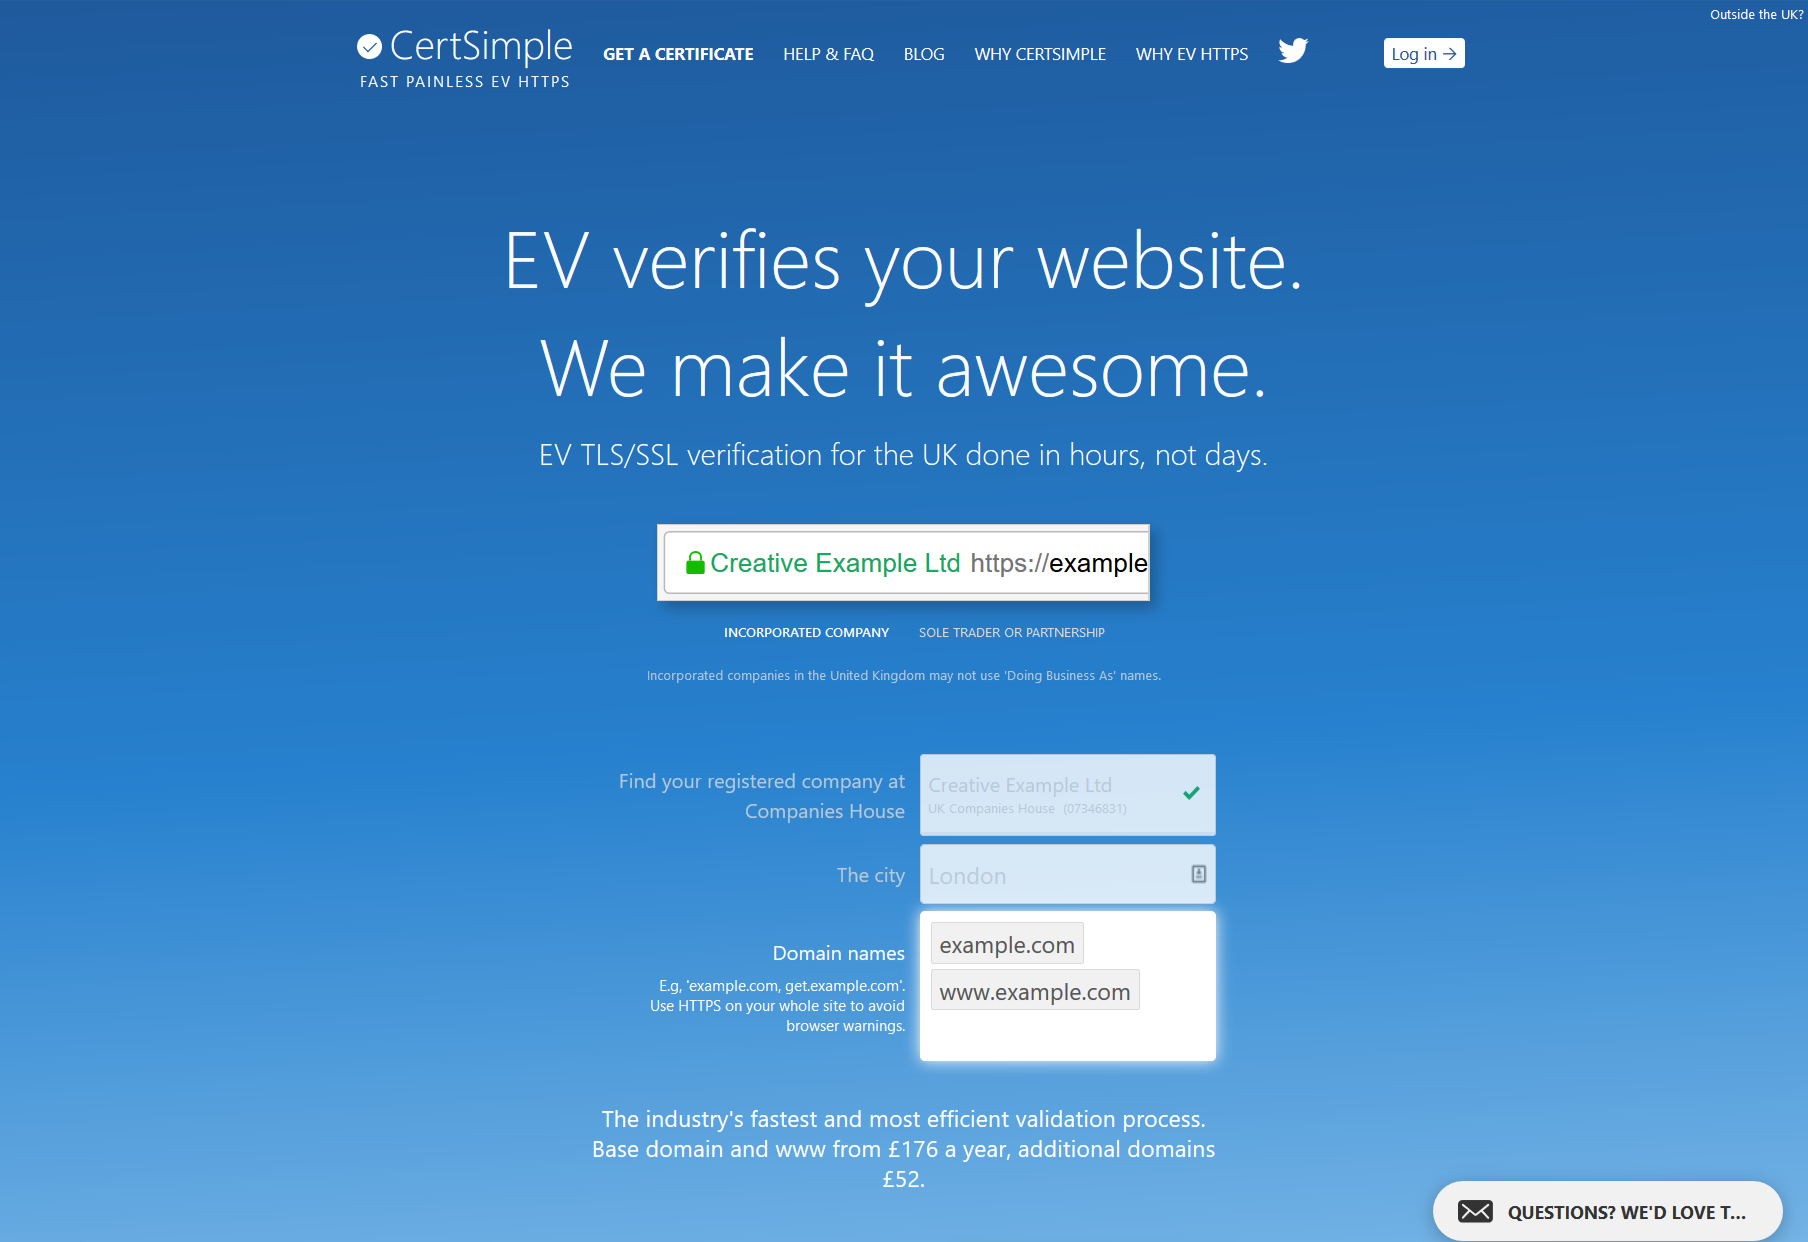 Outside the UK?
CertSimple
FAST PAINLESS EV HTTPS
GET A CERTIFICATE
HELP & FAQ
BLOG
WHY CERTSIMPLE
WHY EV HTTPS
Log in →
EV verifies your website.
We make it awesome.
EV TLS/SSL verification for the UK done in hours, not days.
Creative Example Ltd https://example
INCORPORATED COMPANY
SOLE TRADER OR PARTNERSHIP
Incorporated companies in the United Kingdom may not use 'Doing Business As' names.
Find your registered company at
Companies House
Creative Example Ltd
UK Companies House (07346831)
The city
London
Domain names
E.g, 'example.com, get.example.com'.
Use HTTPS on your whole site to avoid
browser warnings.
example.com
www.example.com
The industry's fastest and most efficient validation process.
Base domain and www from £176 a year, additional domains
£52.
QUESTIONS? WE'D LOVE T...